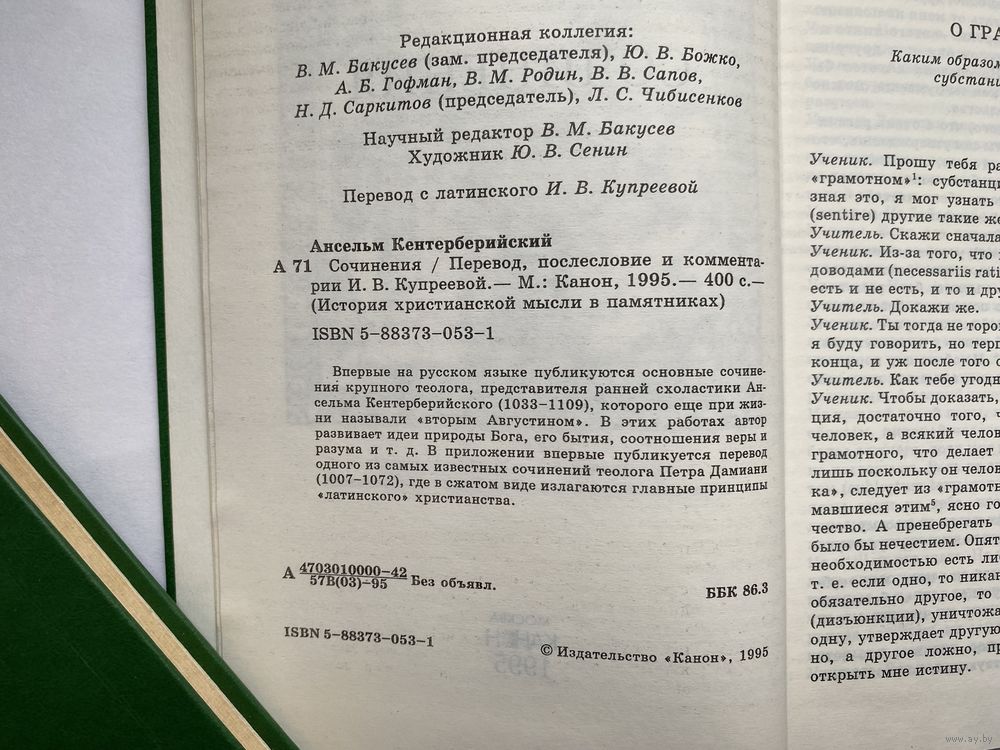 Редакционная коллегия:
В. М. Бакусев (зам. председателя), Ю. В. Божко,
А. Б. Гофман, В. М. Родин, В. В. Сапов,
Н. Д. Саркитов (председатель), Л. С. Чибисенков
Научный редактор В. М. Бакусев
Художник Ю. В. Сенин
Перевод с латинского И. В. Купреевой
Ансельм Кентерберийский
А 71 Сочинения / Перевод, послесловие и коммента-
рии И. В. Купреевой.— М.: Канон, 1995.— 400 с.—
(История христианской мысли в памятниках)
ISBN 5-88373-053-1
Впервые на русском языке публикуются основные сочине-
ния крупного теолога, представителя ранней схоластики Ан-
сельма Кентерберийского (1033-1109), которого еще при жиз-
ни называли «вторым Августином». В этих работах автор
развивает идеи природы Бога, его бытия, соотношения веры и
разума и т. д. В приложении впервые публикуется перевод
одного из самых известных сочинений теолога Петра Дамиани
(1007-1072), где в сжатом виде излагаются главные принципы
«латинского» христианства.
А 4703010000-42
57В(03)-95 Без объявл.
ББК 86.3
ISBN 5-88373-053-1
© Издательство «Канон», 1995
О ГРА
Каким образом
субстанц
Ученик. Прошу тебя ра
«грамотном»¹: субстанци
зная это, я мог узнать
(sentire) другие такие же
Учитель. Скажи сначала
Ученик. Из-за того, что
доводами (necessariis rati
есть и не есть, и то и дру
Учитель. Докажи же.
Ученик. Ты тогда не торо
я буду говорить, но терп
конца, и уж после того с
Учитель. Как тебе угодн
Ученик. Чтобы доказать,
ция, достаточно того,
человек, а всякий челов
грамотного, что делает
лишь поскольку он челов
ка», следует из «грамотн
мавшиеся этим⁵, ясно го
чество. А пренебрегать
было бы нечестием. Опят
необходимостью есть ли
т. е. если одно, то никак
обязательно другое, то
(дизъюнкции), уничтожа
одну, утверждает другую
но, а другое ложно, пр
открыть мне истину.
www.ay.by